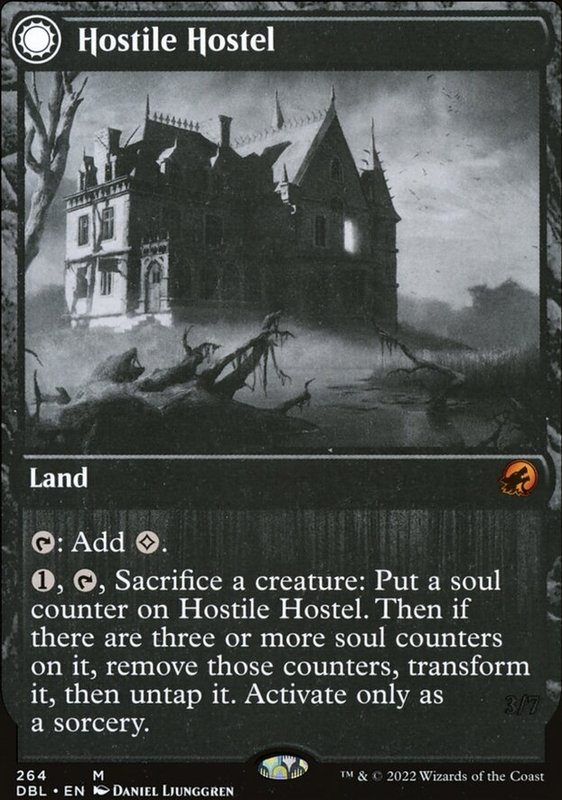 Hostile Hostel
Land
: Add .
1, , Sacrifice a creature: Put a soul
counter on Hostile Hostel. Then if
there are three or more soul counters
on it, remove those counters, transform
it, then untap it. Activate only as
a sorcery.
3/7
264 M
DBL • EN DANIEL LJUNGGREN
™ & © 2022 Wizards of the Coast